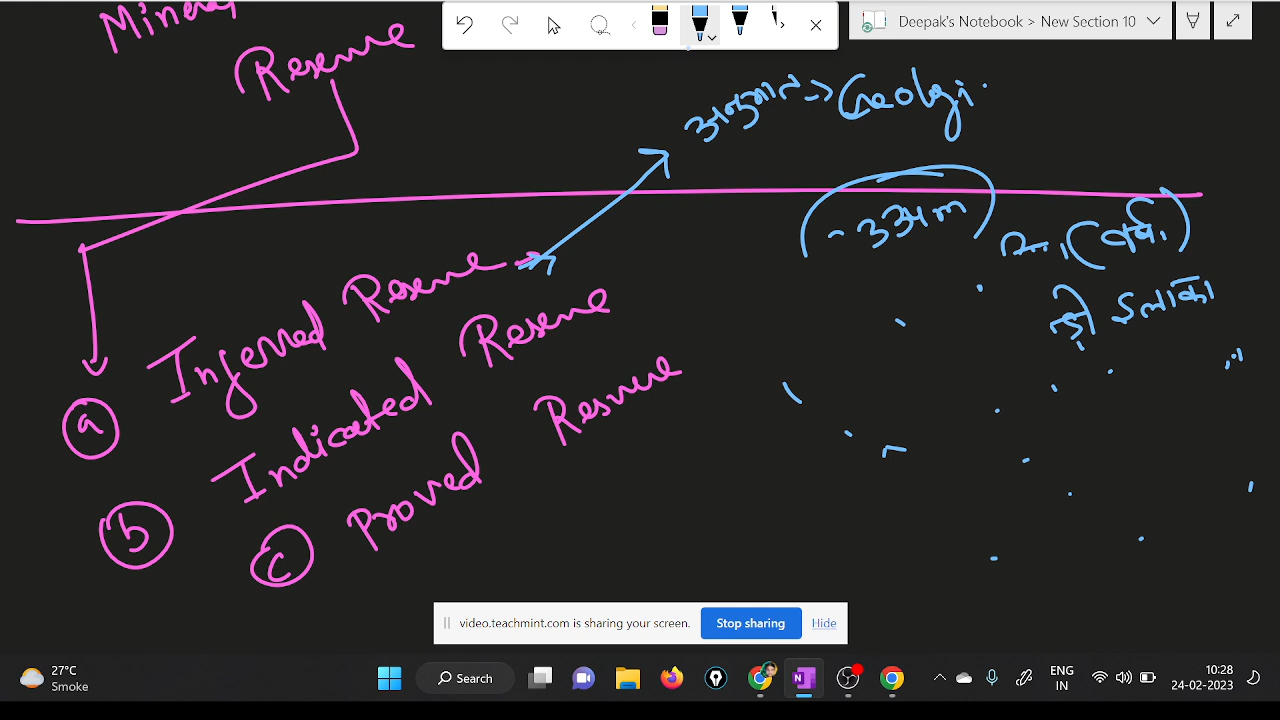 Deepak's Notebook > New Section 10
Mineral
Reserve
अनुमान → Geologi.
Inferred Reserve →
ही इलाका
a
Indicated Reserve
b
Proved Reserve
c
video.teachmint.com is sharing your screen. Stop sharing Hide
27°C
Smoke
Search
ENG
IN
10:28
24-02-2023